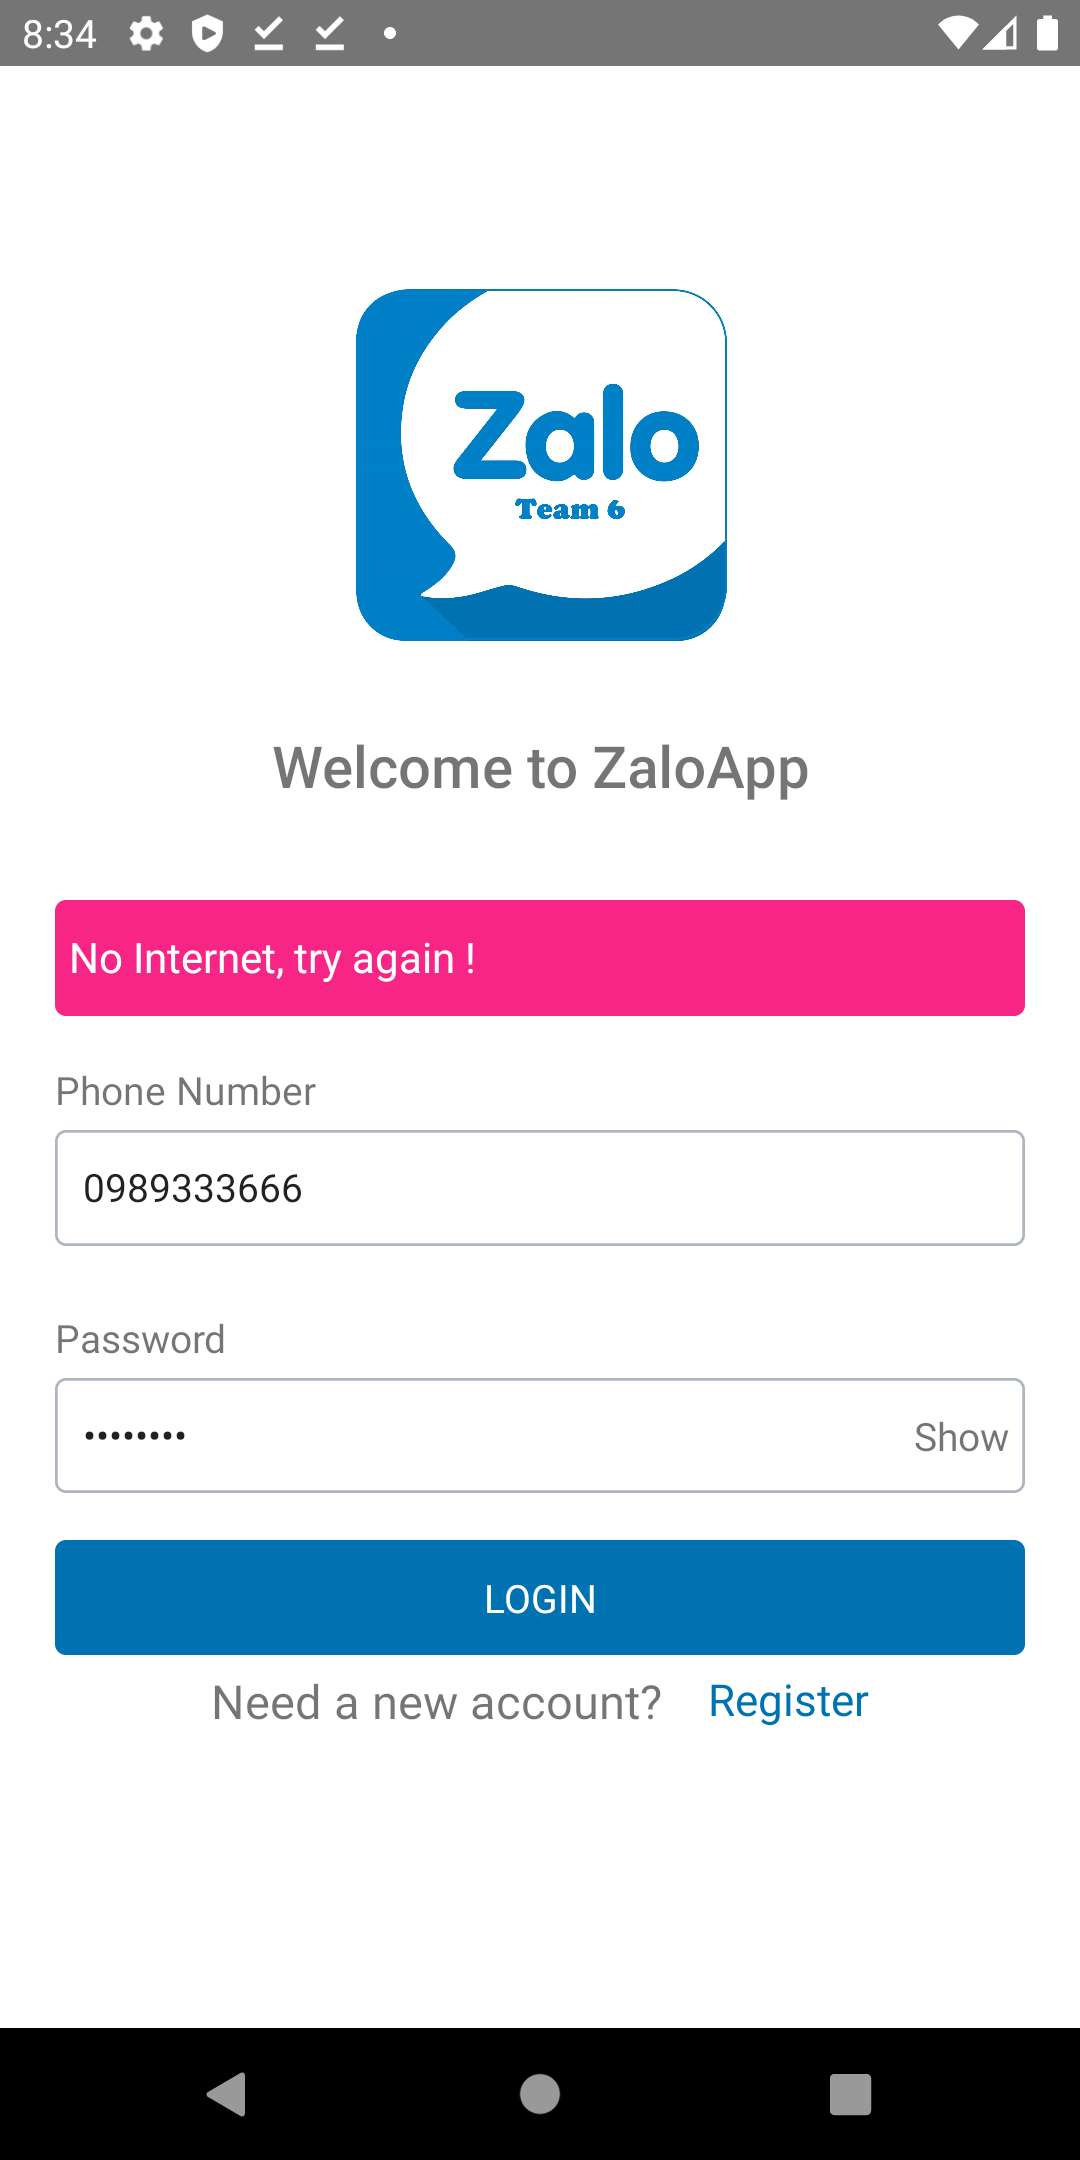 8:34
Zalo
Team 6
Welcome to ZaloApp
No Internet, try again !
Phone Number
0989333666
Password
••••••••
Show
LOGIN
Need a new account? Register